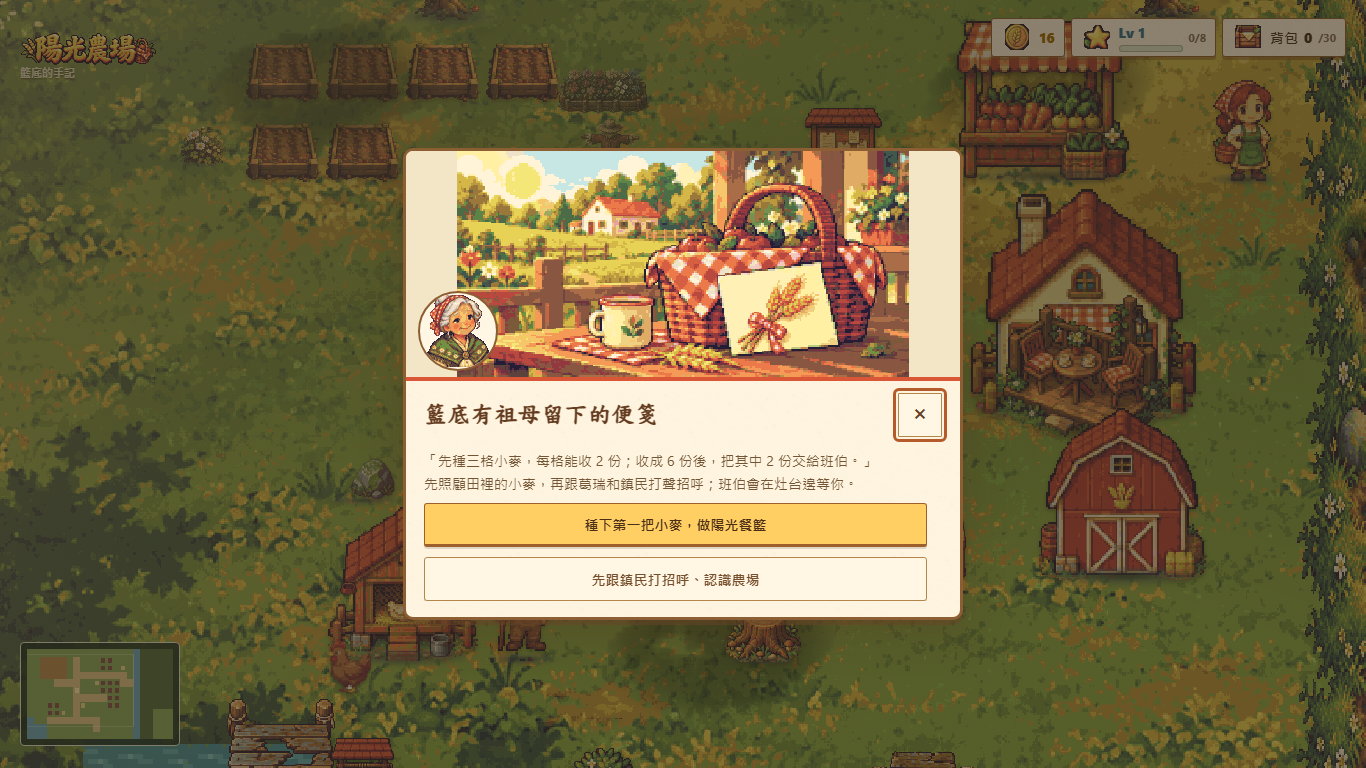 陽光農場
籃底的手記
16
Lv 1
0/8
背包 0 /30
籃底有祖母留下的便箋
×
「先種三格小麥，每格能收 2 份；收成 6 份後，把其中 2 份交給班伯。」
先照顧田裡的小麥，再跟葛瑞和鎮民打聲招呼；班伯會在灶台邊等你。
種下第一把小麥，做陽光餐籃
先跟鎮民打招呼、認識農場